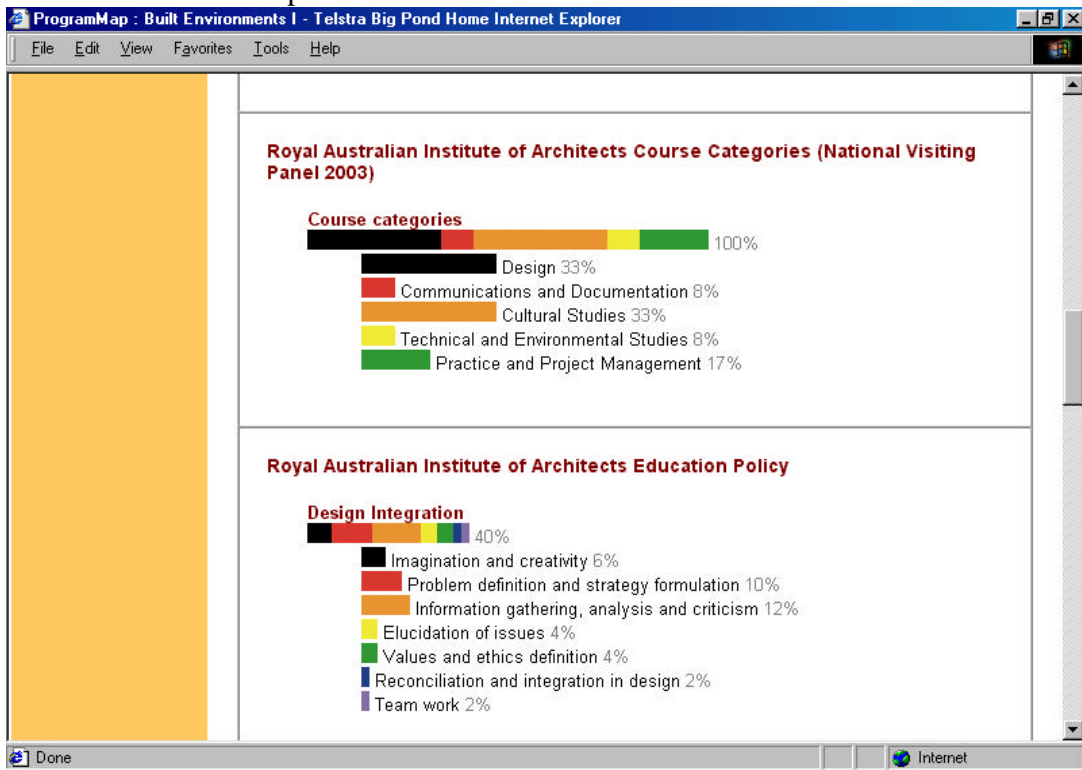 ProgramMap : Built Environments I - Telstra Big Pond Home Internet Explorer
File Edit View Favorites Tools Help
Royal Australian Institute of Architects Course Categories (National Visiting
Panel 2003)
Course categories
100%
Design 33%
Communications and Documentation 8%
Cultural Studies 33%
Technical and Environmental Studies 8%
Practice and Project Management 17%
Royal Australian Institute of Architects Education Policy
Design Integration
40%
Imagination and creativity 6%
Problem definition and strategy formulation 10%
Information gathering, analysis and criticism 12%
Elucidation of issues 4%
Values and ethics definition 4%
Reconciliation and integration in design 2%
Team work 2%
Done Internet